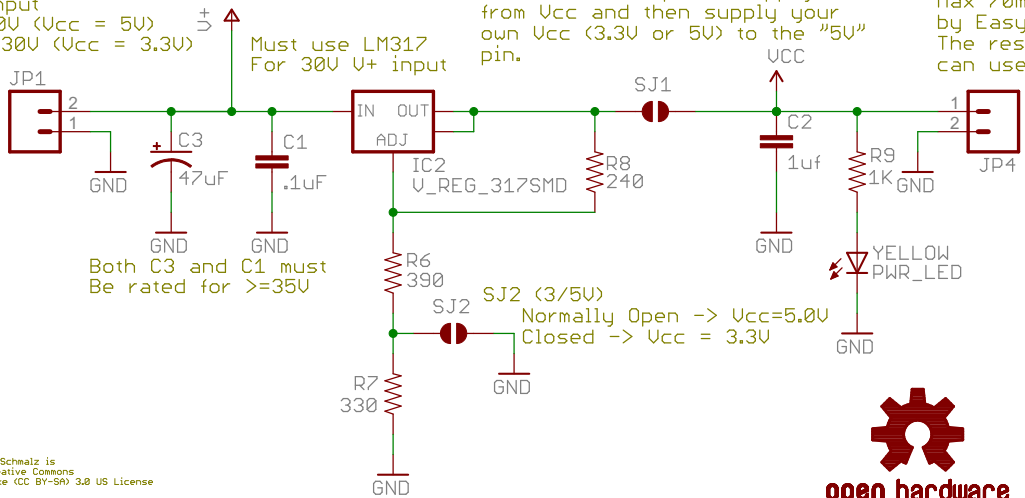 nput
0V (Vcc = 5V)
30V (Vcc = 3.3V)
V+
Must use LM317
For 30V V+ input
from Vcc and then supply your
own Vcc (3.3V or 5V) to the "5V"
pin.
by Easy
The res
can use
JP1
2
1
GND
C3
47uF
GND
C1
.1uF
GND
Both C3 and C1 must
Be rated for >=35V
IN
OUT
ADJ
IC2
V_REG_317SMD
R8
240
SJ1
VCC
C2
1uf
GND
R9
1K
YELLOW
PWR_LED
GND
1
2
JP4
GND
R6
390
SJ2
SJ2 (3/5V)
Normally Open -> Vcc=5.0V
Closed -> Vcc = 3.3V
GND
R7
330
GND
Schmalz is
ative Commons
e (CC BY-SA) 3.0 US License
open hardware